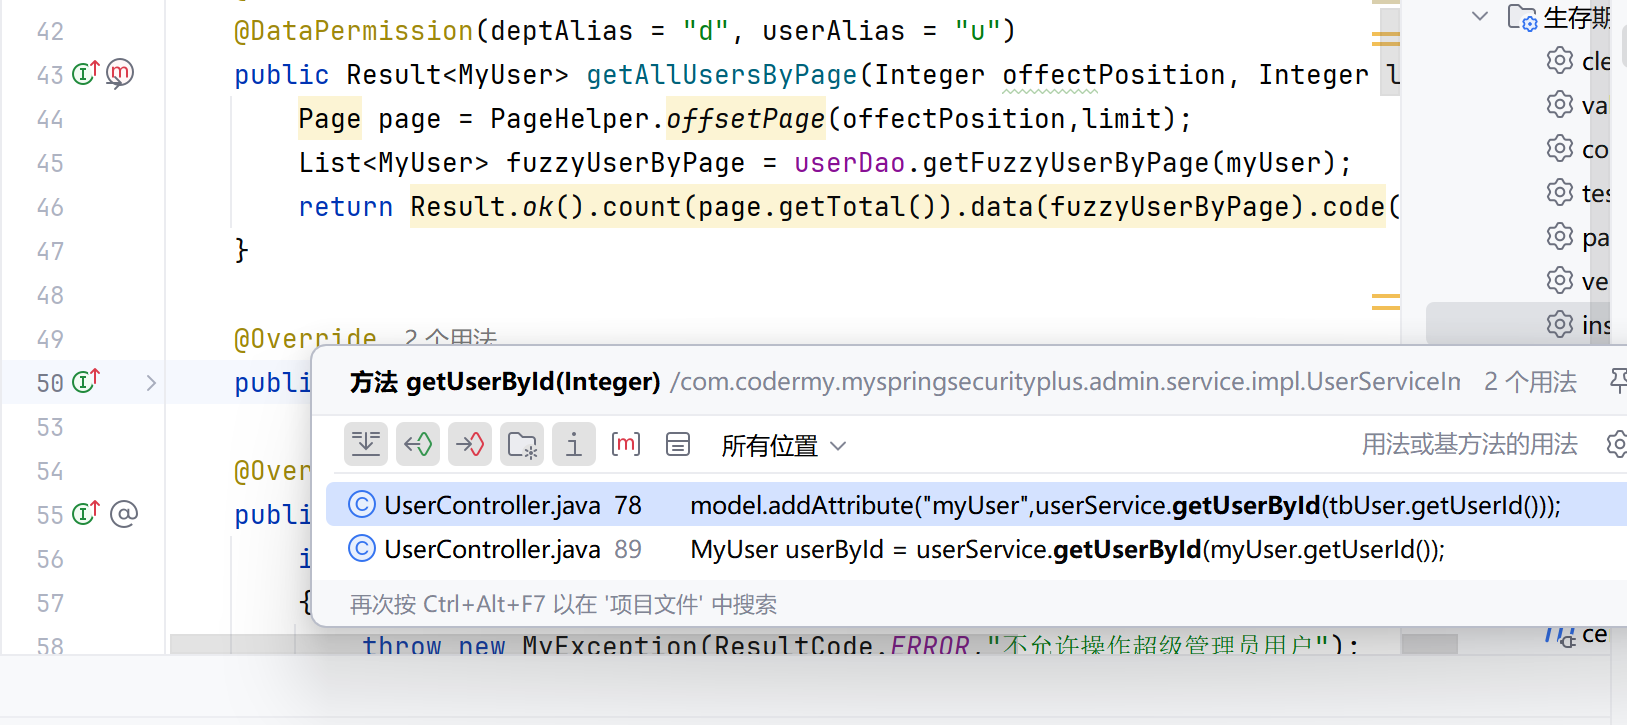 42 @DataPermission(deptAlias = "d", userAlias = "u")
43 public Result<MyUser> getAllUsersByPage(Integer offectPosition, Integer l
44 Page page = PageHelper.offsetPage(offectPosition,limit);
45 List<MyUser> fuzzyUserByPage = userDao.getFuzzyUserByPage(myUser);
46 return Result.ok().count(page.getTotal()).data(fuzzyUserByPage).code(
47 }
48
49 @Override 2 个用法
50 publi
53
54 @Over
55 publi
56 i
57 {
58 throw new MyException(ResultCode.ERROR,"不允许操作超级管理员用户");
方法 getUserById(Integer) /com.codermy.myspringsecurityplus.admin.service.impl.UserServiceIm 2 个用法
所有位置 用法或基方法的用法
UserController.java 78 model.addAttribute("myUser",userService.getUserById(tbUser.getUserId()));
UserController.java 89 MyUser userById = userService.getUserById(myUser.getUserId());
再次按 Ctrl+Alt+F7 以在 '项目文件' 中搜索
生存期
cle
va
co
tes
pa
ve
ins
ce